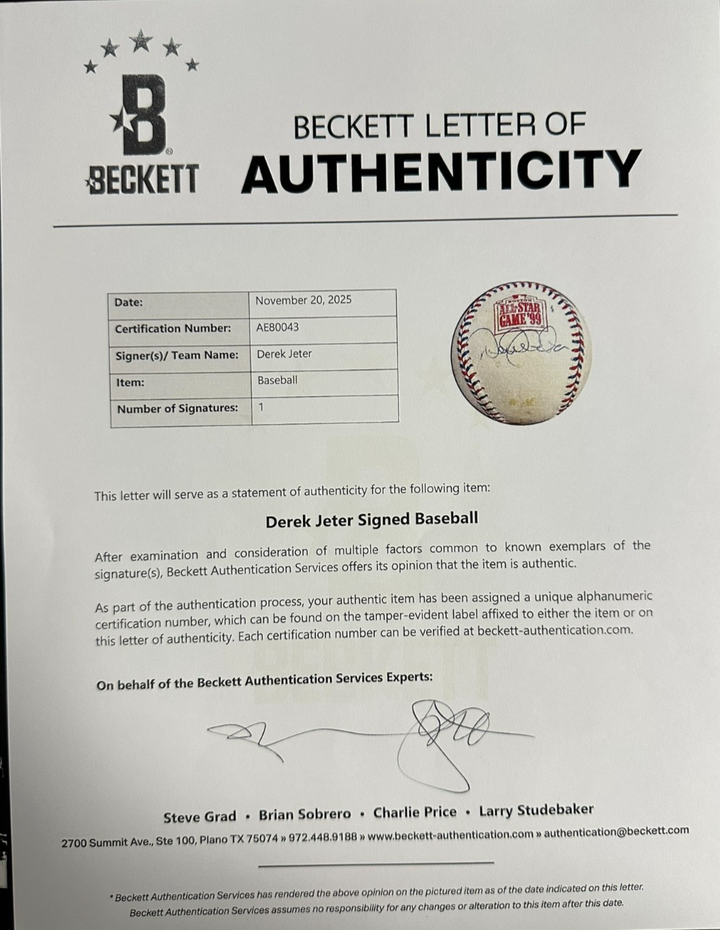 B
BECKETT
BECKETT LETTER OF
AUTHENTICITY
Date: November 20, 2025
Certification Number: AE80043
Signer(s)/ Team Name: Derek Jeter
Item: Baseball
Number of Signatures: 1
ALL-STAR
GAME '99
This letter will serve as a statement of authenticity for the following item:
Derek Jeter Signed Baseball
After examination and consideration of multiple factors common to known exemplars of the
signature(s), Beckett Authentication Services offers its opinion that the item is authentic.
As part of the authentication process, your authentic item has been assigned a unique alphanumeric
certification number, which can be found on the tamper-evident label affixed to either the item or on
this letter of authenticity. Each certification number can be verified at beckett-authentication.com.
On behalf of the Beckett Authentication Services Experts:
Steve Grad • Brian Sobrero • Charlie Price • Larry Studebaker
2700 Summit Ave., Ste 100, Plano TX 75074 » 972.448.9188 » www.beckett-authentication.com » authentication@beckett.com
* Beckett Authentication Services has rendered the above opinion on the pictured item as of the date indicated on this letter.
Beckett Authentication Services assumes no responsibility for any changes or alteration to this item after this date.